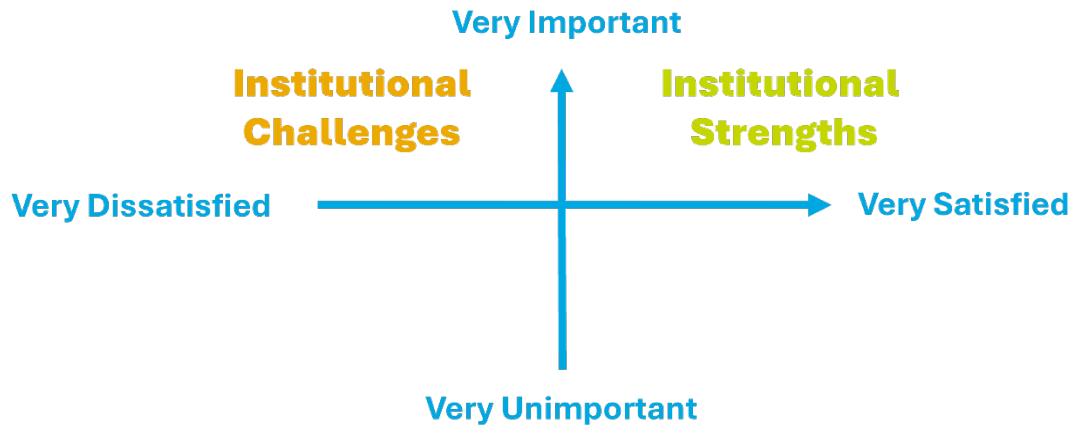 Very Important
Institutional
Challenges
Institutional
Strengths
Very Dissatisfied
Very Satisfied
Very Unimportant